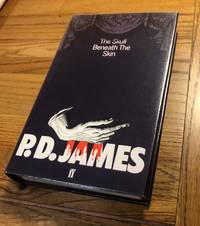 The Skull
Beneath The
Skin
P.D. JAMES
ff